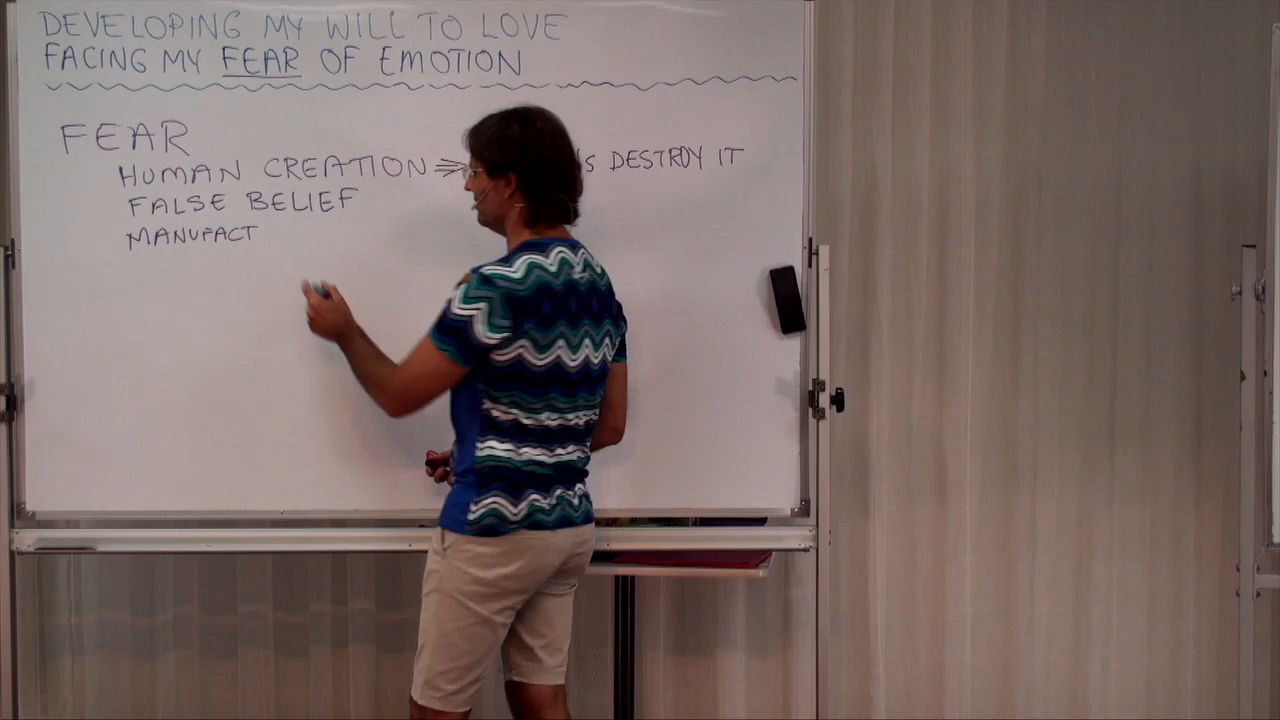 DEVELOPING MY WILL TO LOVE
FACING MY FEAR OF EMOTION
FEAR
HUMAN CREATION ⇒ DESTROY IT
FALSE BELIEF
MANUFACT